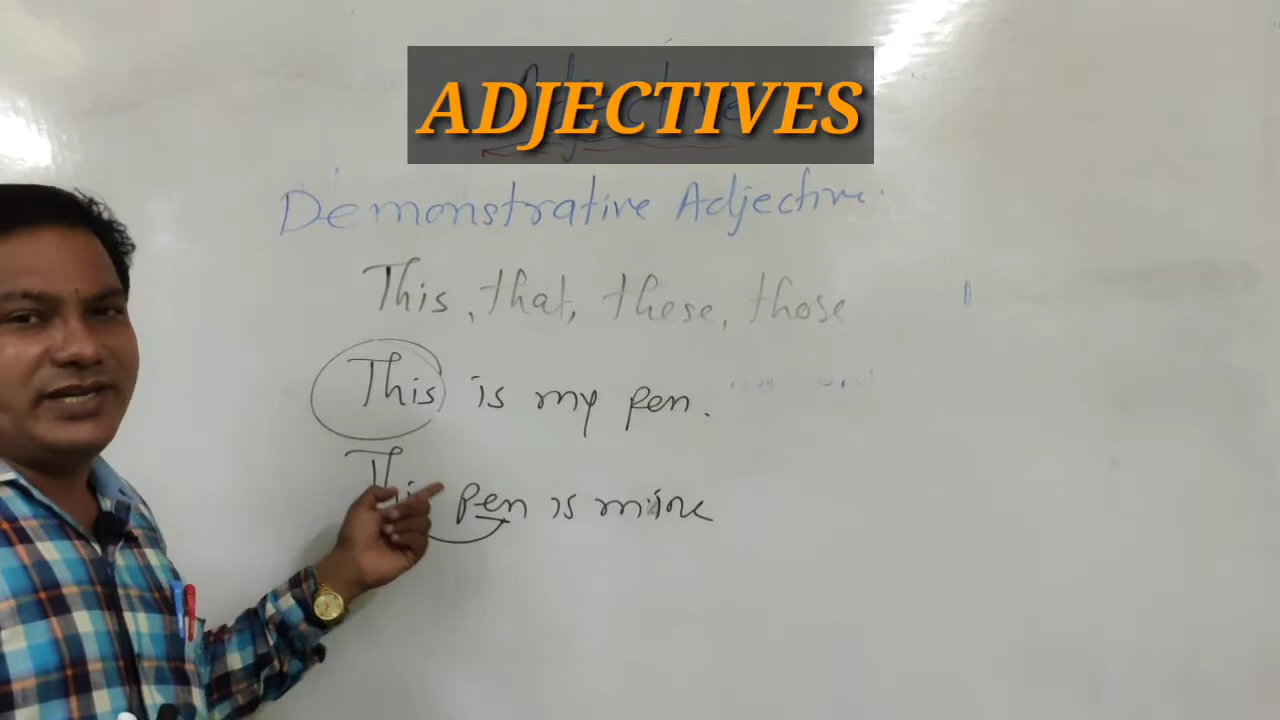 ADJECTIVES
Demonstrative Adjective.
This, that, these, those
This is my pen.
This pen is mine